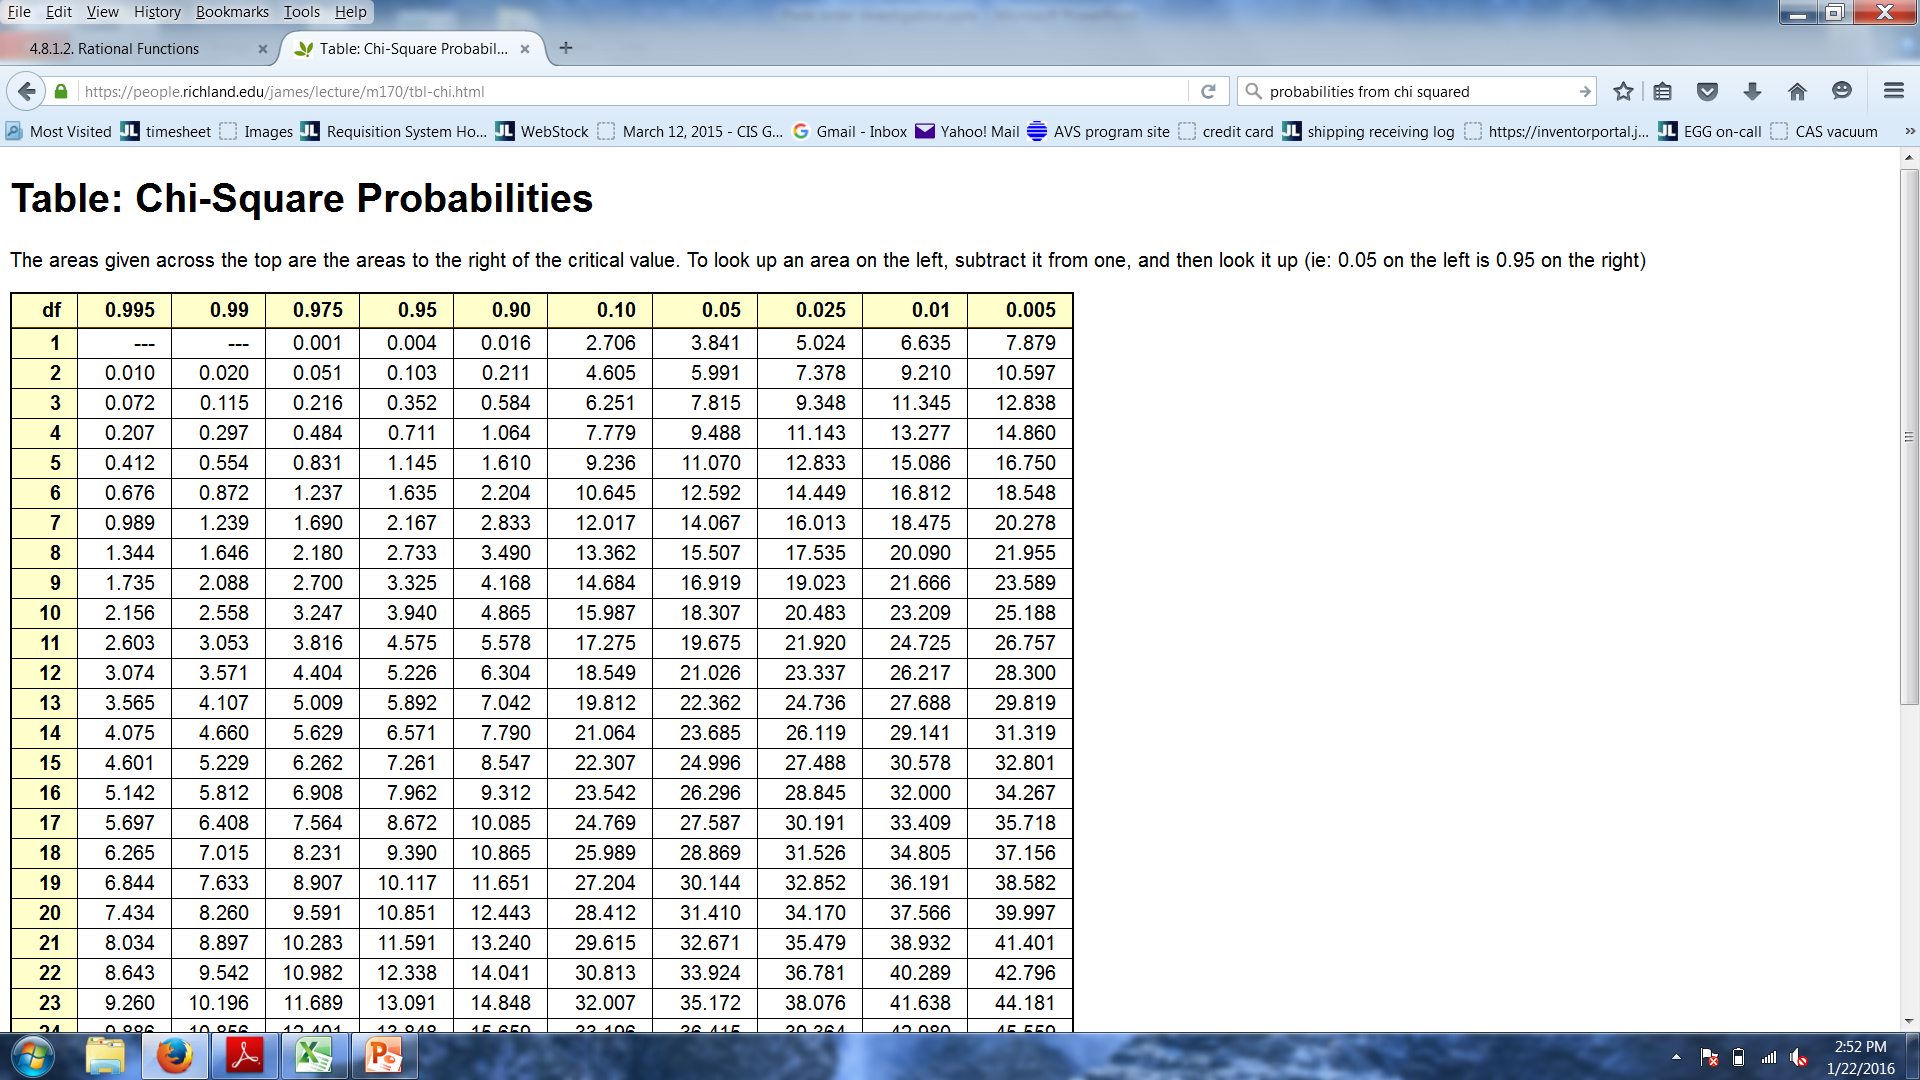 File Edit View History Bookmarks Tools Help
4.8.1.2. Rational Functions × Table: Chi-Square Probabil... × +
https://people.richland.edu/james/lecture/m170/tbl-chi.html probabilities from chi squared
Most Visited JL timesheet Images JL Requisition System Ho... JL WebStock March 12, 2015 - CIS G... G Gmail - Inbox Yahoo! Mail AVS program site credit card JL shipping receiving log https://inventorportal.j... JL EGG on-call CAS vacuum »
Table: Chi-Square Probabilities
The areas given across the top are the areas to the right of the critical value. To look up an area on the left, subtract it from one, and then look it up (ie: 0.05 on the left is 0.95 on the right)
df 0.995 0.99 0.975 0.95 0.90 0.10 0.05 0.025 0.01 0.005
1 --- --- 0.001 0.004 0.016 2.706 3.841 5.024 6.635 7.879
2 0.010 0.020 0.051 0.103 0.211 4.605 5.991 7.378 9.210 10.597
3 0.072 0.115 0.216 0.352 0.584 6.251 7.815 9.348 11.345 12.838
4 0.207 0.297 0.484 0.711 1.064 7.779 9.488 11.143 13.277 14.860
5 0.412 0.554 0.831 1.145 1.610 9.236 11.070 12.833 15.086 16.750
6 0.676 0.872 1.237 1.635 2.204 10.645 12.592 14.449 16.812 18.548
7 0.989 1.239 1.690 2.167 2.833 12.017 14.067 16.013 18.475 20.278
8 1.344 1.646 2.180 2.733 3.490 13.362 15.507 17.535 20.090 21.955
9 1.735 2.088 2.700 3.325 4.168 14.684 16.919 19.023 21.666 23.589
10 2.156 2.558 3.247 3.940 4.865 15.987 18.307 20.483 23.209 25.188
11 2.603 3.053 3.816 4.575 5.578 17.275 19.675 21.920 24.725 26.757
12 3.074 3.571 4.404 5.226 6.304 18.549 21.026 23.337 26.217 28.300
13 3.565 4.107 5.009 5.892 7.042 19.812 22.362 24.736 27.688 29.819
14 4.075 4.660 5.629 6.571 7.790 21.064 23.685 26.119 29.141 31.319
15 4.601 5.229 6.262 7.261 8.547 22.307 24.996 27.488 30.578 32.801
16 5.142 5.812 6.908 7.962 9.312 23.542 26.296 28.845 32.000 34.267
17 5.697 6.408 7.564 8.672 10.085 24.769 27.587 30.191 33.409 35.718
18 6.265 7.015 8.231 9.390 10.865 25.989 28.869 31.526 34.805 37.156
19 6.844 7.633 8.907 10.117 11.651 27.204 30.144 32.852 36.191 38.582
20 7.434 8.260 9.591 10.851 12.443 28.412 31.410 34.170 37.566 39.997
21 8.034 8.897 10.283 11.591 13.240 29.615 32.671 35.479 38.932 41.401
22 8.643 9.542 10.982 12.338 14.041 30.813 33.924 36.781 40.289 42.796
23 9.260 10.196 11.689 13.091 14.848 32.007 35.172 38.076 41.638 44.181
2:52 PM
1/22/2016